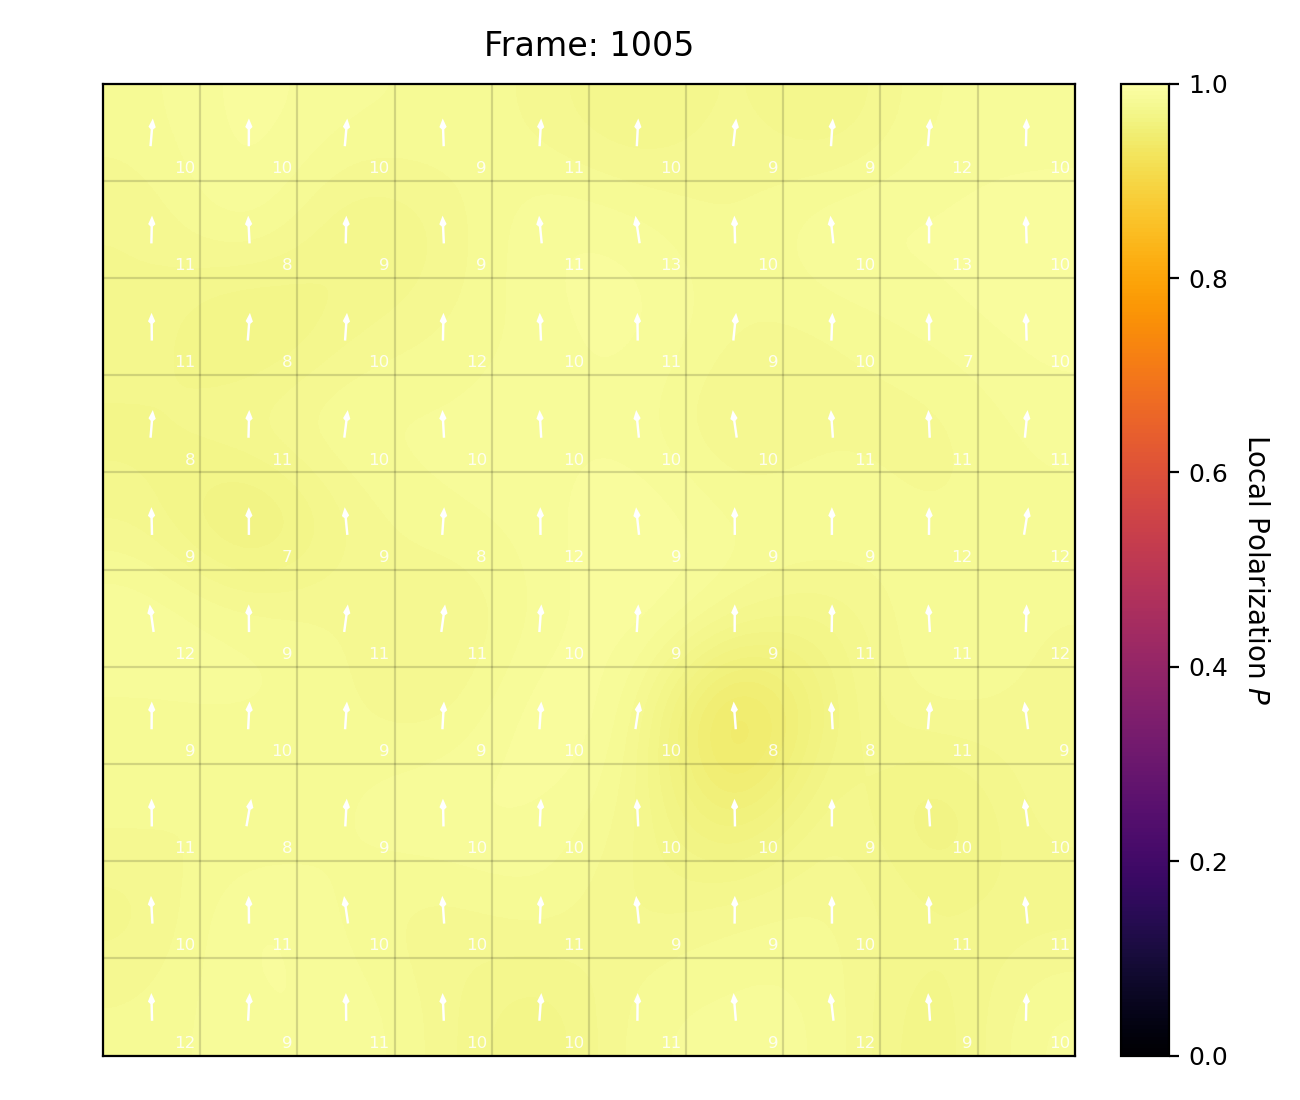 Frame: 1005
10 10 10 9 11 10 9 9 12 10
11 8 9 9 11 13 10 10 13 10
11 8 10 12 10 11 9 10 7 10
8 11 10 10 10 10 10 11 11 11
9 7 9 8 12 9 9 9 12 12
12 9 11 11 10 9 9 11 11 12
9 10 9 9 10 10 8 8 11 9
11 8 9 10 10 10 10 9 10 10
10 11 10 10 11 9 9 10 11 11
12 9 11 10 10 11 9 12 9 10
1.0
0.8
0.6
0.4
0.2
0.0
Local Polarization P